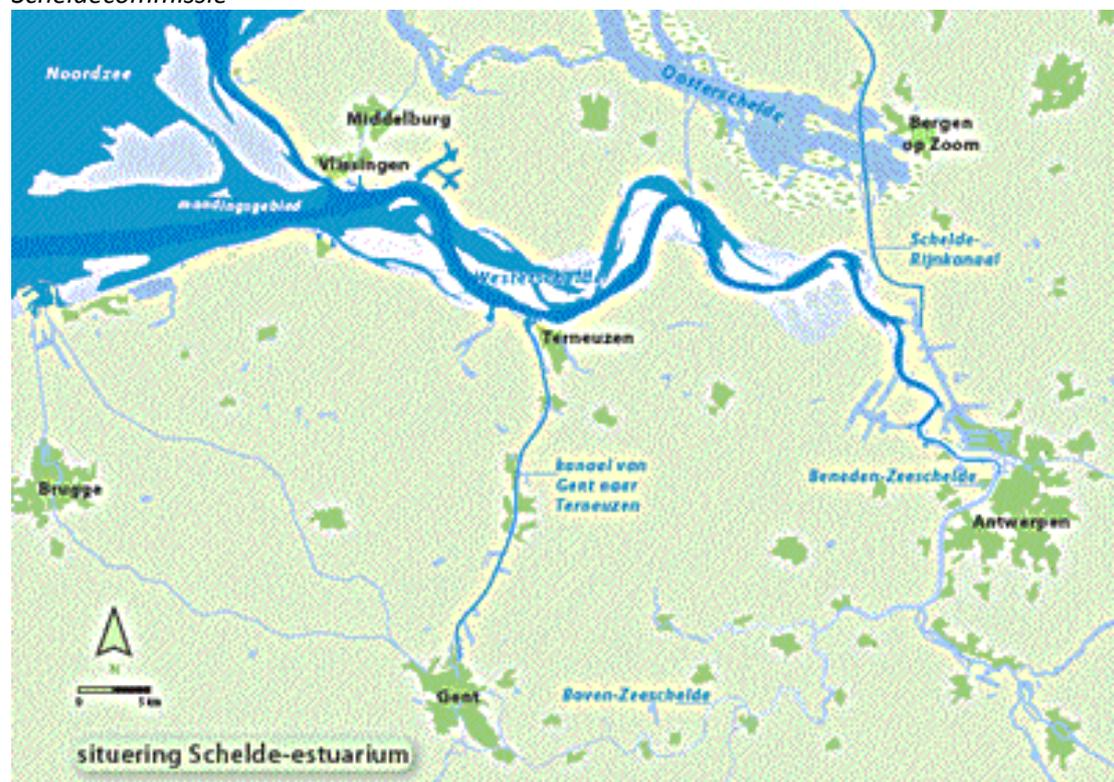 Scheldecommissie
Noordzee
Oosterschelde
Middelburg
Bergen
op Zoom
Vlissingen
mondingsgebied
Schelde-
Rijnkanaal
Westerschelde
Terneuzen
kanaal van
Gent naar
Terneuzen
Beneden-Zeeschelde
Brugge
Antwerpen
N
0 5 km
Gent
Boven-Zeeschelde
situering Schelde-estuarium